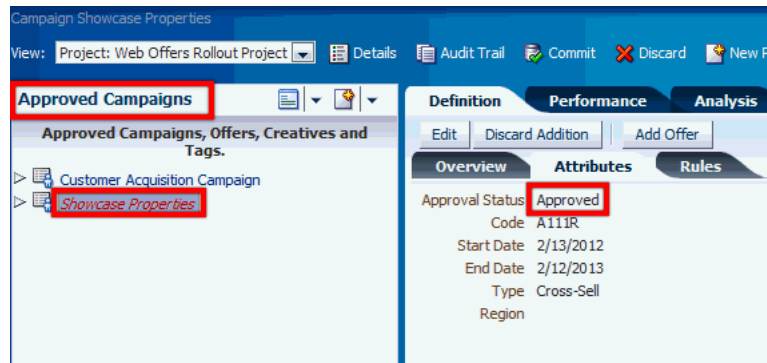 Campaign Showcase Properties
View: Project: Web Offers Rollout Project Details Audit Trail Commit Discard New
Approved Campaigns
Approved Campaigns, Offers, Creatives and
Tags.
Customer Acquisition Campaign
Showcase Properties
Definition Performance Analysis
Edit Discard Addition Add Offer
Overview Attributes Rules
Approval Status Approved
Code A111R
Start Date 2/13/2012
End Date 2/12/2013
Type Cross-Sell
Region